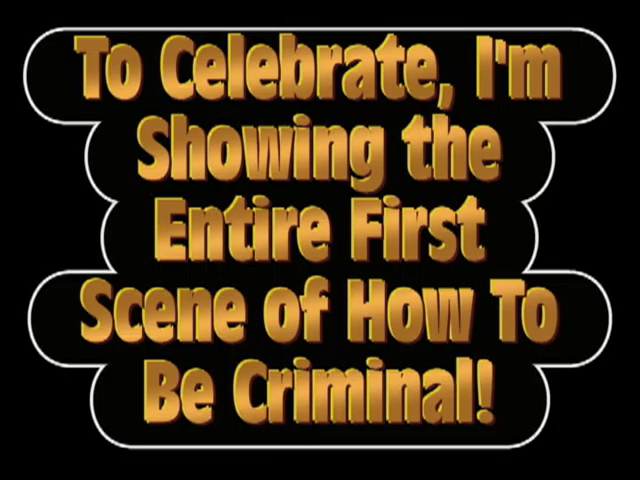 To Celebrate, I'm
Showing the
Entire First
Scene of How To
Be Criminal!